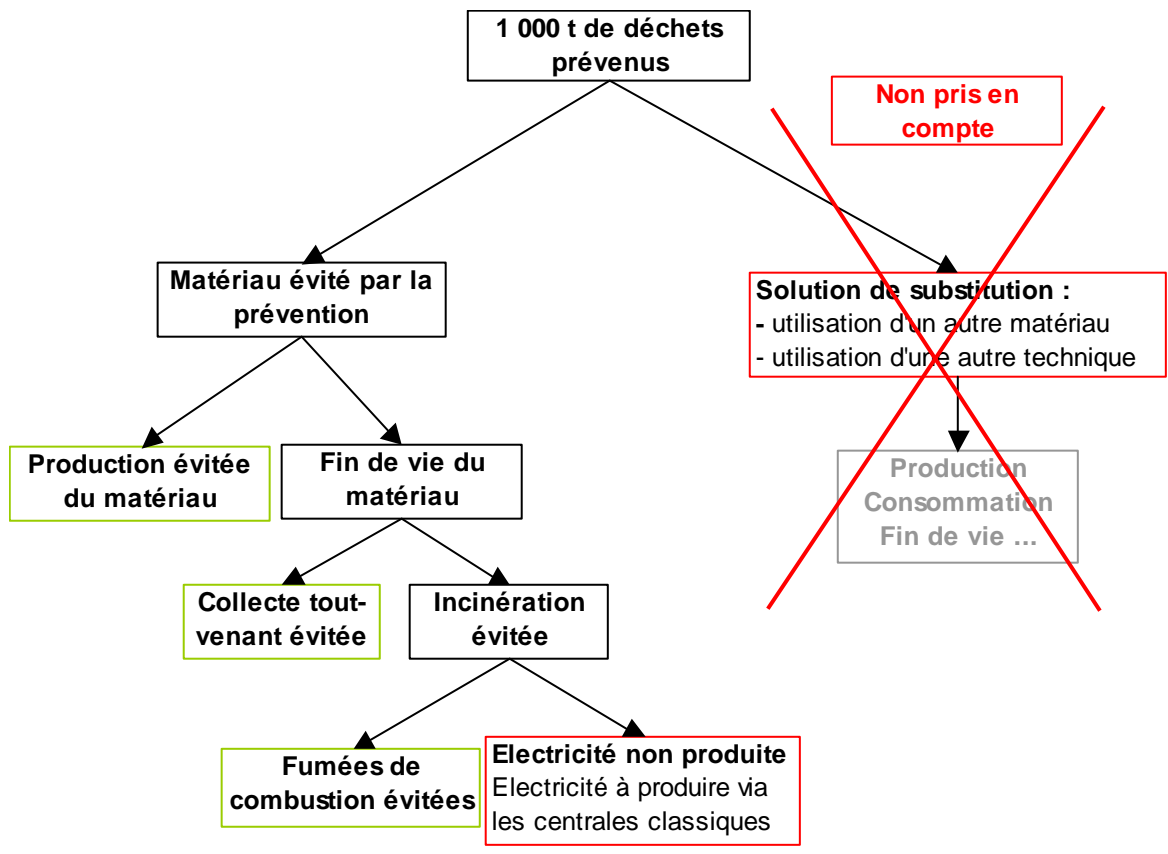 1 000 t de déchets
prévenus
Non pris en
compte
Matériau évité par la
prévention
Solution de substitution :
- utilisation d'un autre matériau
- utilisation d'une autre technique
Production évitée
du matériau
Fin de vie du
matériau
Production
Consommation
Fin de vie ...
Collecte tout-
venant évitée
Incinération
évitée
Fumées de
combustion évitées
Electricité non produite
Electricité à produire via
les centrales classiques